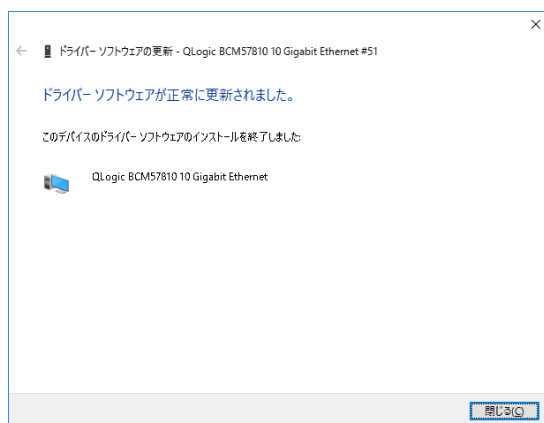 ドライバー ソフトウェアの更新 - QLogic BCM57810 10 Gigabit Ethernet #51
ドライバー ソフトウェアが正常に更新されました。
このデバイスのドライバー ソフトウェアのインストールを終了しました:
QLogic BCM57810 10 Gigabit Ethernet
閉じる(C)